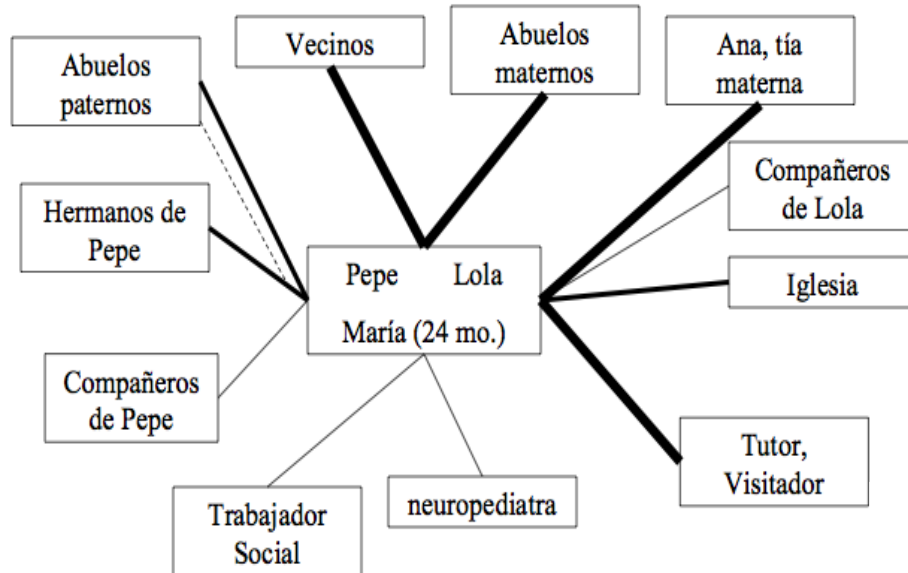 Vecinos
Abuelos
maternos
Ana, tía
materna
Abuelos
paternos
Compañeros
de Lola
Hermanos de
Pepe
Pepe Lola
María (24 mo.)
Iglesia
Compañeros
de Pepe
Tutor,
Visitador
Trabajador
Social
neuropediatra